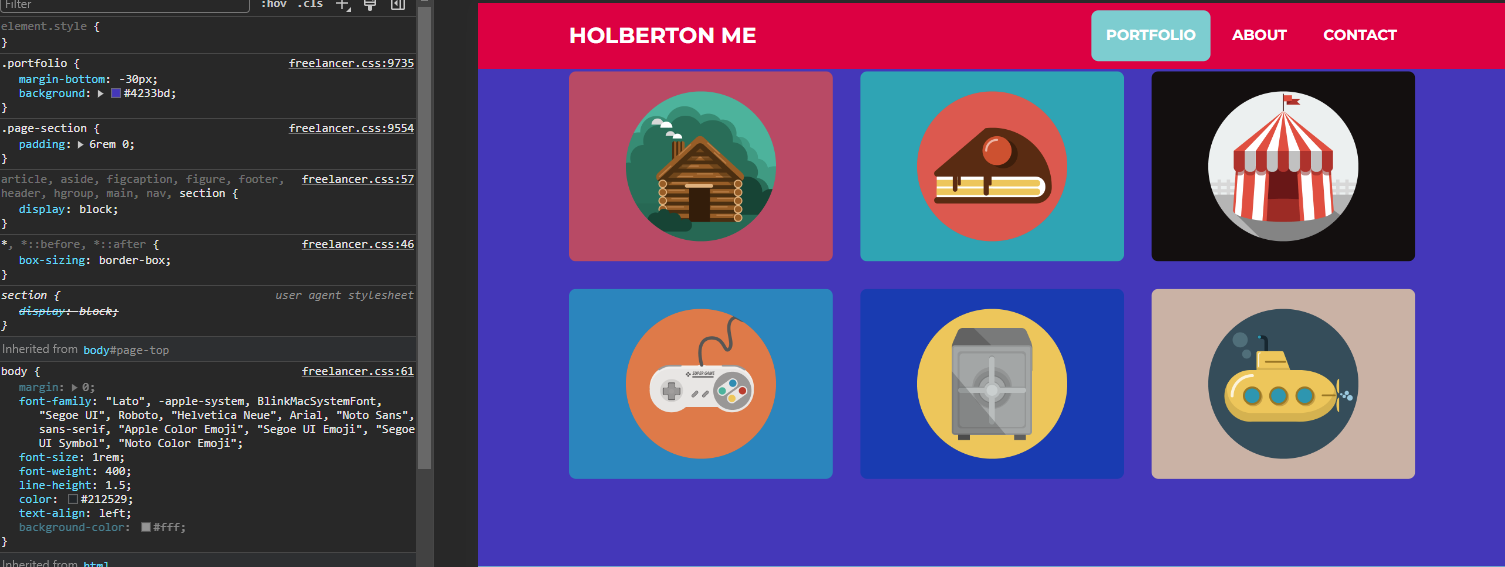 Filter
:hov .cls
element.style {
}
.portfolio { freelancer.css:9735
margin-bottom: -30px;
background: #4233bd;
}
.page-section { freelancer.css:9554
padding: 6rem 0;
}
article, aside, figcaption, figure, footer, freelancer.css:57
header, hgroup, main, nav, section {
display: block;
}
*, *::before, *::after { freelancer.css:46
box-sizing: border-box;
}
section { user agent stylesheet
display: block;
}
Inherited from body#page-top
body { freelancer.css:61
margin: 0;
font-family: "Lato", -apple-system, BlinkMacSystemFont,
"Segoe UI", Roboto, "Helvetica Neue", Arial, "Noto Sans",
sans-serif, "Apple Color Emoji", "Segoe UI Emoji", "Segoe
UI Symbol", "Noto Color Emoji";
font-size: 1rem;
font-weight: 400;
line-height: 1.5;
color: #212529;
text-align: left;
background-color: #fff;
}
Inherited from html
HOLBERTON ME
PORTFOLIO ABOUT CONTACT